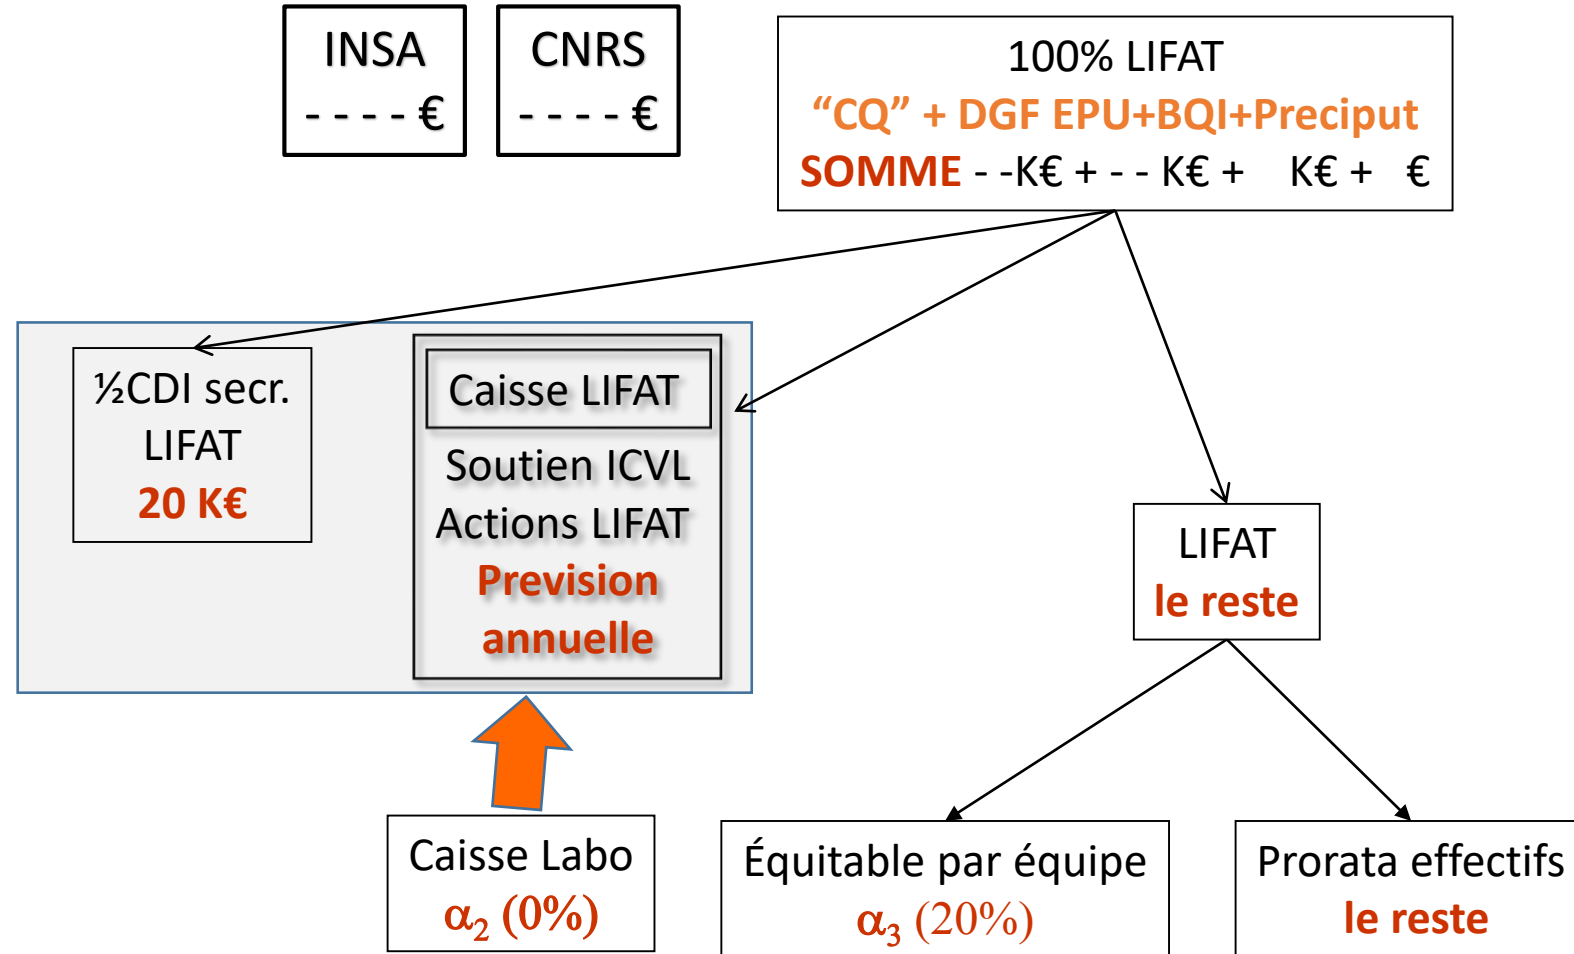 INSA
- - - - €
CNRS
- - - - €
100% LIFAT
“CQ” + DGF EPU+BQI+Preciput
SOMME - -K€ + - - K€ + K€ + €
½CDI secr.
LIFAT
20 K€
Caisse LIFAT
Soutien ICVL
Actions LIFAT
Prevision
annuelle
LIFAT
le reste
Caisse Labo
α₂ (0%)
Équitable par équipe
α₃ (20%)
Prorata effectifs
le reste